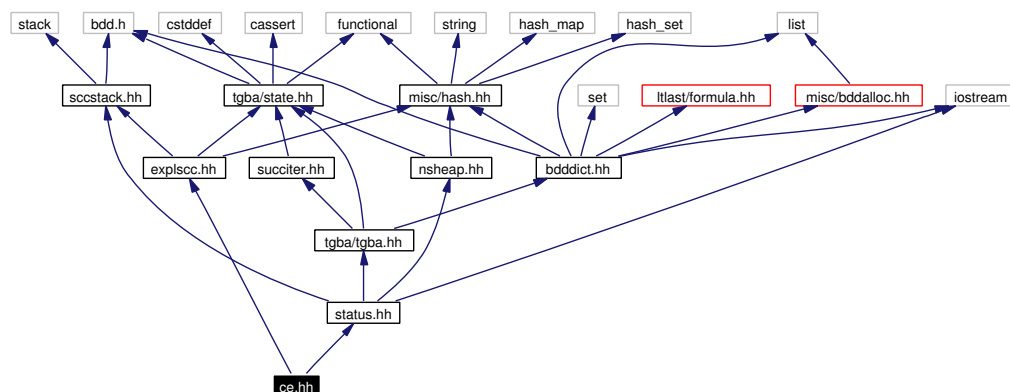 stack
bdd.h
cstddef
cassert
functional
string
hash_map
hash_set
list
sccstack.hh
tgba/state.hh
misc/hash.hh
set
ltlast/formula.hh
misc/bddalloc.hh
iostream
explscc.hh
succiter.hh
nsheap.hh
bdddict.hh
tgba/tgba.hh
status.hh
ce.hh